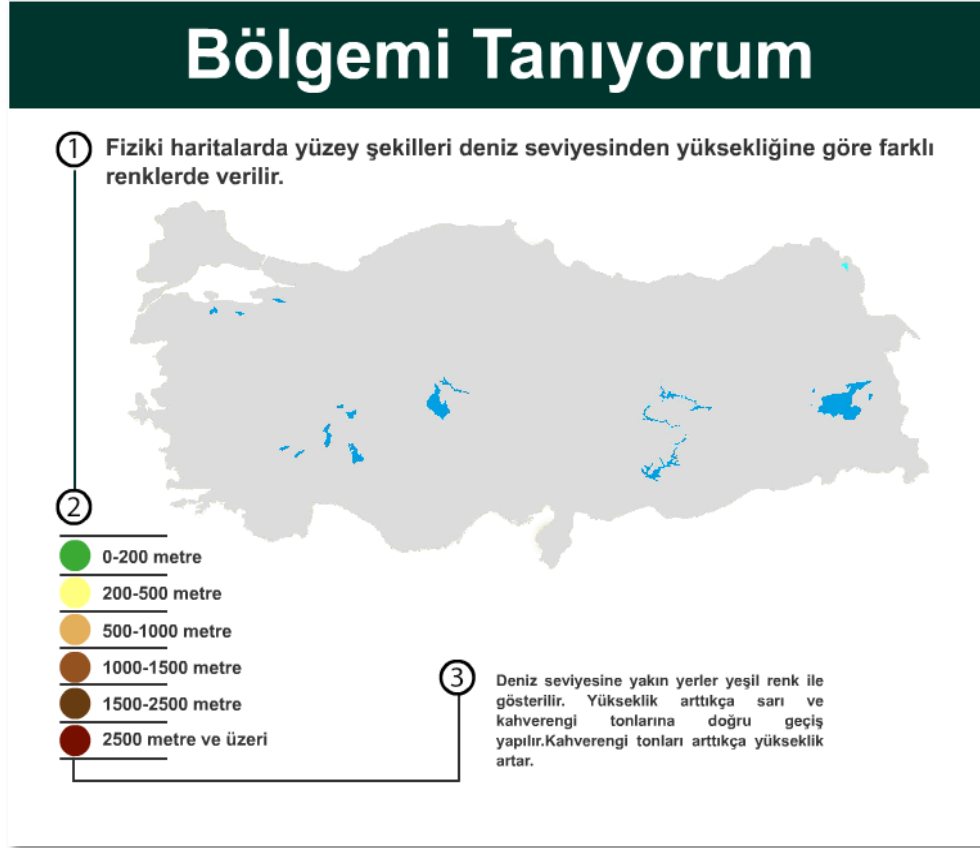 Bölgemi Tanıyorum
1
Fiziki haritalarda yüzey şekilleri deniz seviyesinden yüksekliğine göre farklı
renklerde verilir.
2
0-200 metre
200-500 metre
500-1000 metre
1000-1500 metre
1500-2500 metre
2500 metre ve üzeri
3
Deniz seviyesine yakın yerler yeşil renk ile
gösterilir. Yükseklik arttıkça sarı ve
kahverengi tonlarına doğru geçiş
yapılır.Kahverengi tonları arttıkça yükseklik
artar.